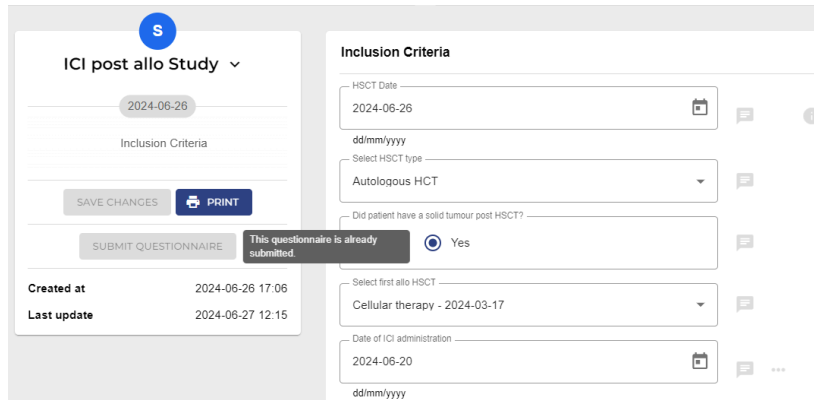 S
ICI post allo Study
2024-06-26
Inclusion Criteria
SAVE CHANGES
PRINT
SUBMIT QUESTIONNAIRE
This questionnaire is already
submitted.
Created at 2024-06-26 17:06
Last update 2024-06-27 12:15
Inclusion Criteria
HSCT Date
2024-06-26
dd/mm/yyyy
Select HSCT type
Autologous HCT
Did patient have a solid tumour post HSCT?
Yes
Select first allo HSCT
Cellular therapy - 2024-03-17
Date of ICI administration
2024-06-20
dd/mm/yyyy